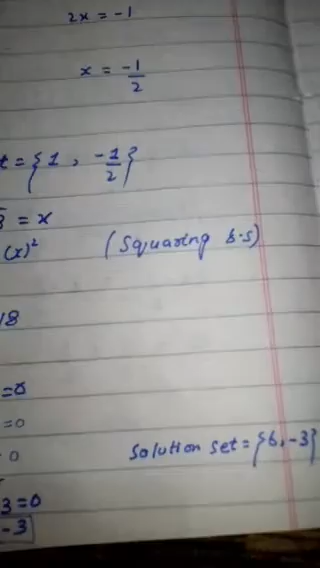 2x = -1
x = -1/2
t = {1, -1/2}
= x
(x)² (Squaring b.s)
18
=0
=0
0
Solution set = {6, -3}
3 = 0
-3